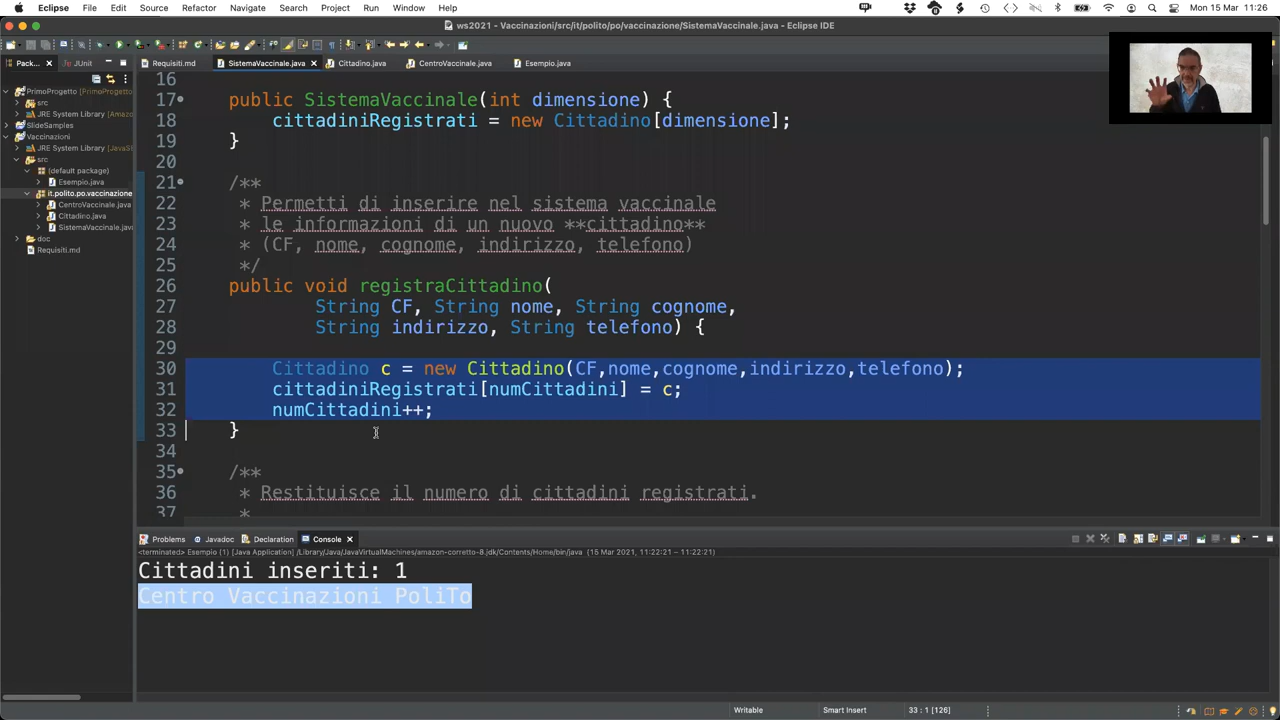 Eclipse File Edit Source Refactor Navigate Search Project Run Window Help Mon 15 Mar 11:26
ws2021 - Vaccinazioni/src/it/polito/po/vaccinazione/SistemaVaccinale.java - Eclipse IDE
Pack... JUnit
Requisiti.md SistemaVaccinale.java Cittadino.java CentroVaccinale.java Esempio.java
PrimoProgetto [PrimoProgetto
src
JRE System Library [Amaz
SlideSamples
Vaccinazioni
JRE System Library [JavaS
src
(default package)
Esempio.java
it.polito.po.vaccinazione
CentroVaccinale.java
Cittadino.java
SistemaVaccinale.java
doc
Requisiti.md
16
17 public SistemaVaccinale(int dimensione) {
18 cittadiniRegistrati = new Cittadino[dimensione];
19 }
20
21 /**
22 * Permetti di inserire nel sistema vaccinale
23 * le informazioni di un nuovo **cittadino**
24 * (CF, nome, cognome, indirizzo, telefono)
25 */
26 public void registraCittadino(
27 String CF, String nome, String cognome,
28 String indirizzo, String telefono) {
29
30 Cittadino c = new Cittadino(CF,nome,cognome,indirizzo,telefono);
31 cittadiniRegistrati[numCittadini] = c;
32 numCittadini++;
33 }
34
35 /**
36 * Restituisce il numero di cittadini registrati.
37 *
Problems Javadoc Declaration Console
<terminated> Esempio (1) [Java Application] /Library/Java/JavaVirtualMachines/amazon-corretto-8.jdk/Contents/Home/bin/java (15 Mar 2021, 11:22:21 – 11:22:21)
Cittadini inseriti: 1
Centro Vaccinazioni PoliTo
Writable Smart Insert 33 : 1 [126]